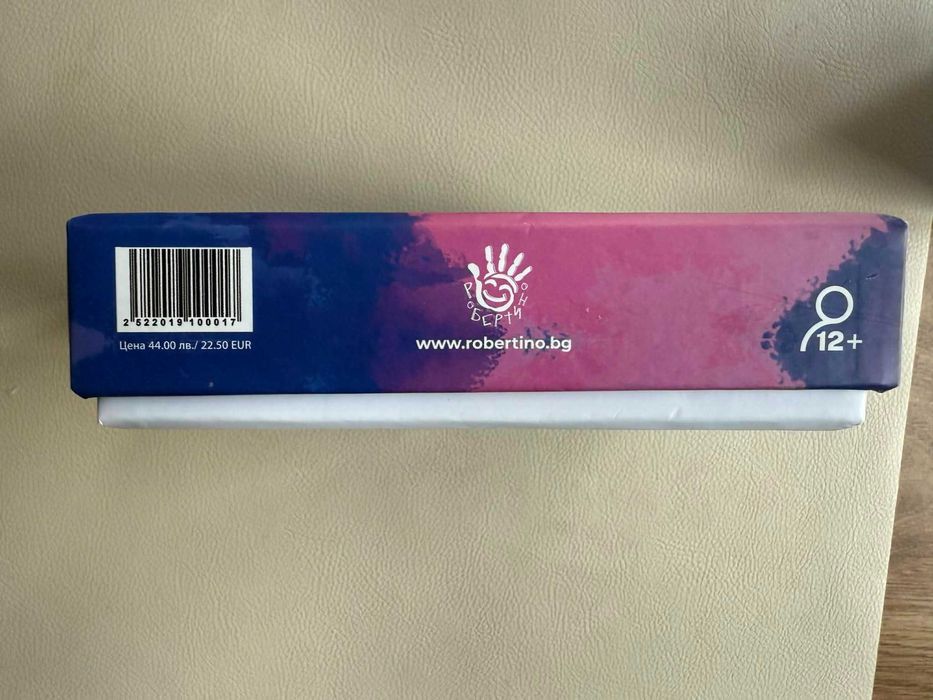 2 522019 100017
Цена 44.00 лв./ 22.50 EUR
РОБЕРТИНО
www.robertino.bg
12+